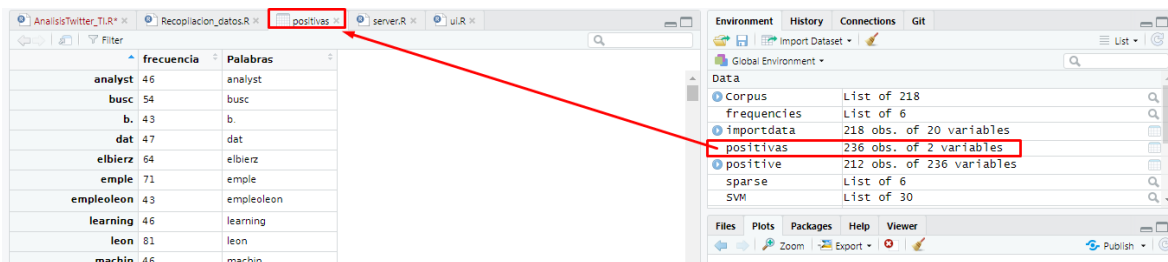 AnalisisTwitter_TI.R* Recopilacion_datos.R positivas server.R ui.R
Filter
frecuencia Palabras
analyst 46 analyst
busc 54 busc
b. 43 b.
dat 47 dat
elbierz 64 elbierz
emple 71 emple
empleoleon 43 empleoleon
learning 46 learning
leon 81 leon
machin 46 machin
Environment History Connections Git
Import Dataset List
Global Environment
Data
Corpus List of 218
frequencies List of 6
importdata 218 obs. of 20 variables
positivas 236 obs. of 2 variables
positive 212 obs. of 236 variables
sparse List of 6
SVM List of 30
Files Plots Packages Help Viewer
Zoom Export Publish